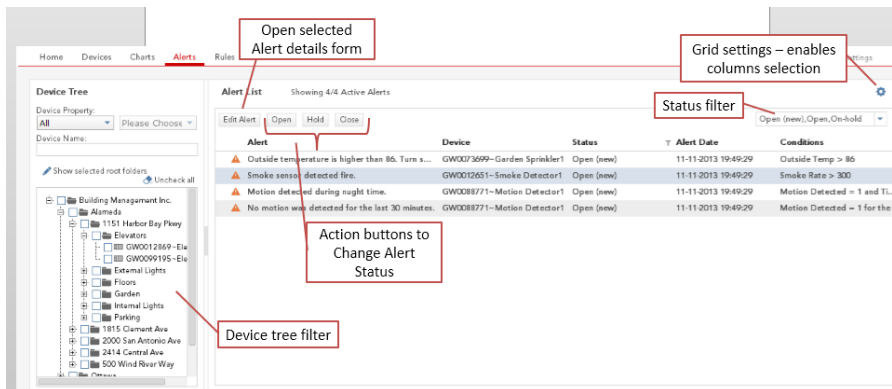 Open selected
Alert details form
Grid settings – enables
columns selection
Home Devices Charts Alerts Rules ettings
Device Tree
Alert List Showing 4/4 Active Alerts
Status filter
Device Property:
All Please Choose
Edit Alert Open Hold Close
Open (new),Open,On-hold
Device Name:
Alert Device Status Alert Date Conditions
Outside temperature is higher than 86. Turn s... GW0073699~Garden Sprinkler1 Open (new) 11-11-2013 19:49:29 Outside Temp > 86
Show selected root folders
Uncheck all
Smoke sensor detected fire. GW0012651~Smoke Detector1 Open (new) 11-11-2013 19:49:29 Smoke Rate > 300
Motion detected during nught time. GW0088771~Motion Detector1 Open (new) 11-11-2013 19:49:29 Motion Detected = 1 and Ti...
No motion was detected for the last 30 minutes. GW0088771~Motion Detector1 Open (new) 11-11-2013 19:49:29 Motion Detected = 1 for the
Building Management Inc.
Alameda
1151 Harbor Bay Pkwy
Elevators
GW0012869~Ele
GW0099195~Ele
External Lights
Floors
Garden
Internal Lights
Parking
1815 Clement Ave
2000 San Antonio Ave
2414 Central Ave
500 Wind River Way
Ottawa
Action buttons to
Change Alert
Status
Device tree filter